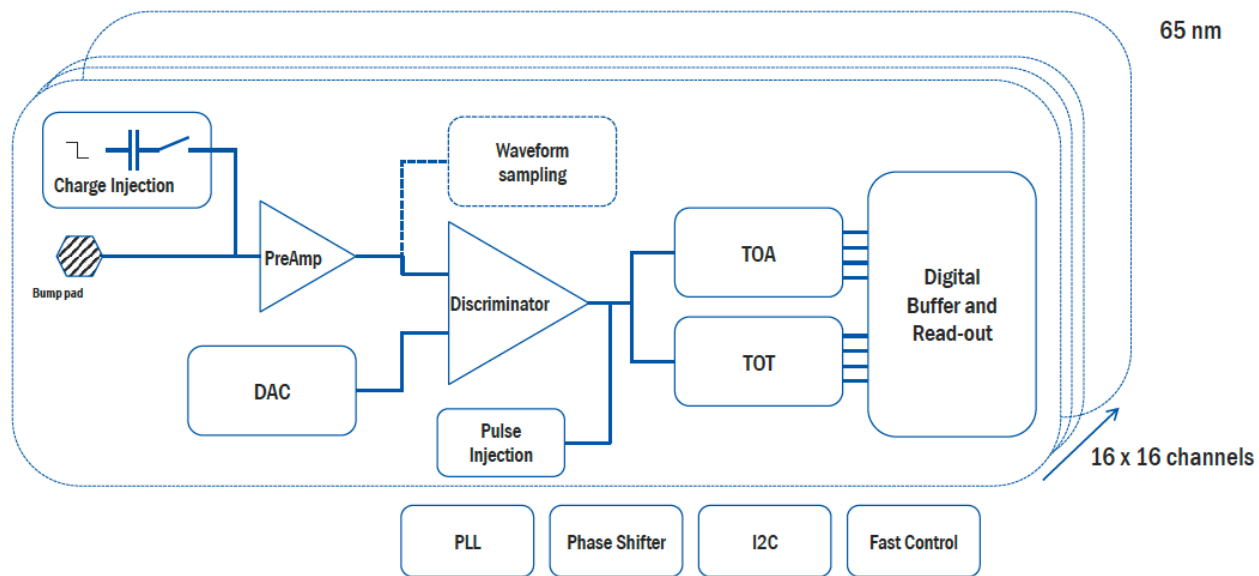 65 nm
Charge Injection
Waveform
sampling
Bump pad
PreAmp
Discriminator
TOA
TOT
Digital
Buffer and
Read-out
DAC
Pulse
Injection
16 x 16 channels
PLL
Phase Shifter
I2C
Fast Control